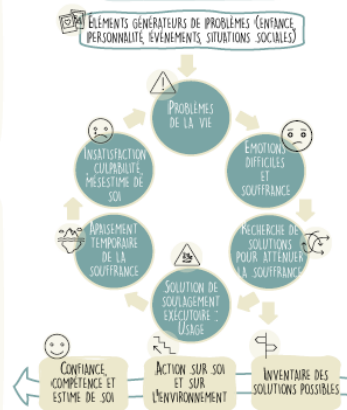 ÉLÉMENTS GÉNÉRATEURS DE PROBLÈMES (ENFANCE,
PERSONNALITÉ, ÉVÉNEMENTS, SITUATIONS SOCIALES)
PROBLÈMES
DE LA VIE
ÉMOTIONS
DIFFICILES
ET
SOUFFRANCE
RECHERCHE DE
SOLUTIONS
POUR ATTÉNUER
LA SOUFFRANCE
SOLUTION DE
SOULAGEMENT
EXÉCUTOIRE :
USAGE
APAISEMENT
TEMPORAIRE
DE LA
SOUFFRANCE
INSATISFACTION
, CULPABILITÉ,
MÉSESTIME DE
SOI
CONFIANCE,
COMPÉTENCE ET
ESTIME DE SOI
ACTION SUR SOI
ET SUR
L'ENVIRONNEMENT
INVENTAIRE DES
SOLUTIONS POSSIBLES